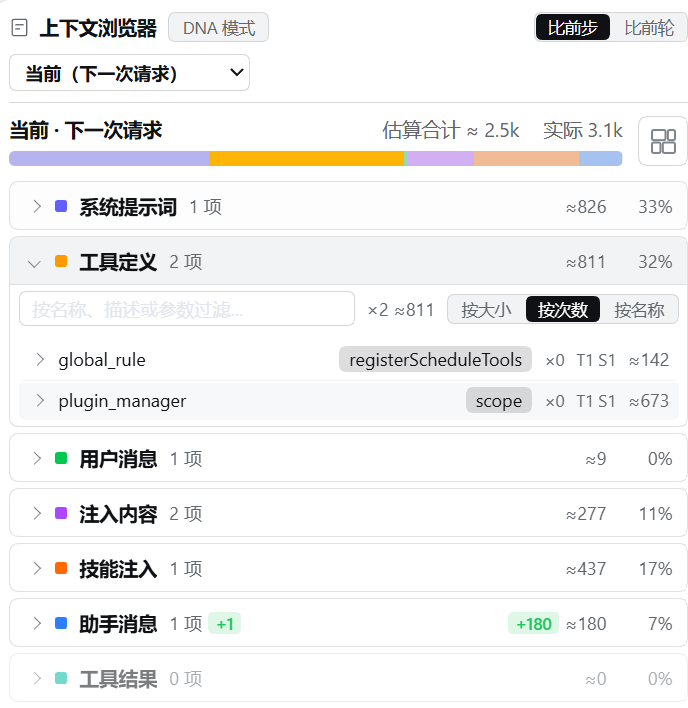 上下文浏览器 DNA 模式 比前步 比前轮
当前（下一次请求）
当前 · 下一次请求 估算合计 ≈ 2.5k 实际 3.1k
系统提示词 1 项 ≈826 33%
工具定义 2 项 ≈811 32%
按名称、描述或参数过滤... ×2 ≈811 按大小 按次数 按名称
global_rule registerScheduleTools ×0 T1 S1 ≈142
plugin_manager scope ×0 T1 S1 ≈673
用户消息 1 项 ≈9 0%
注入内容 2 项 ≈277 11%
技能注入 1 项 ≈437 17%
助手消息 1 项 +1 +180 ≈180 7%
工具结果 0 项 ≈0 0%